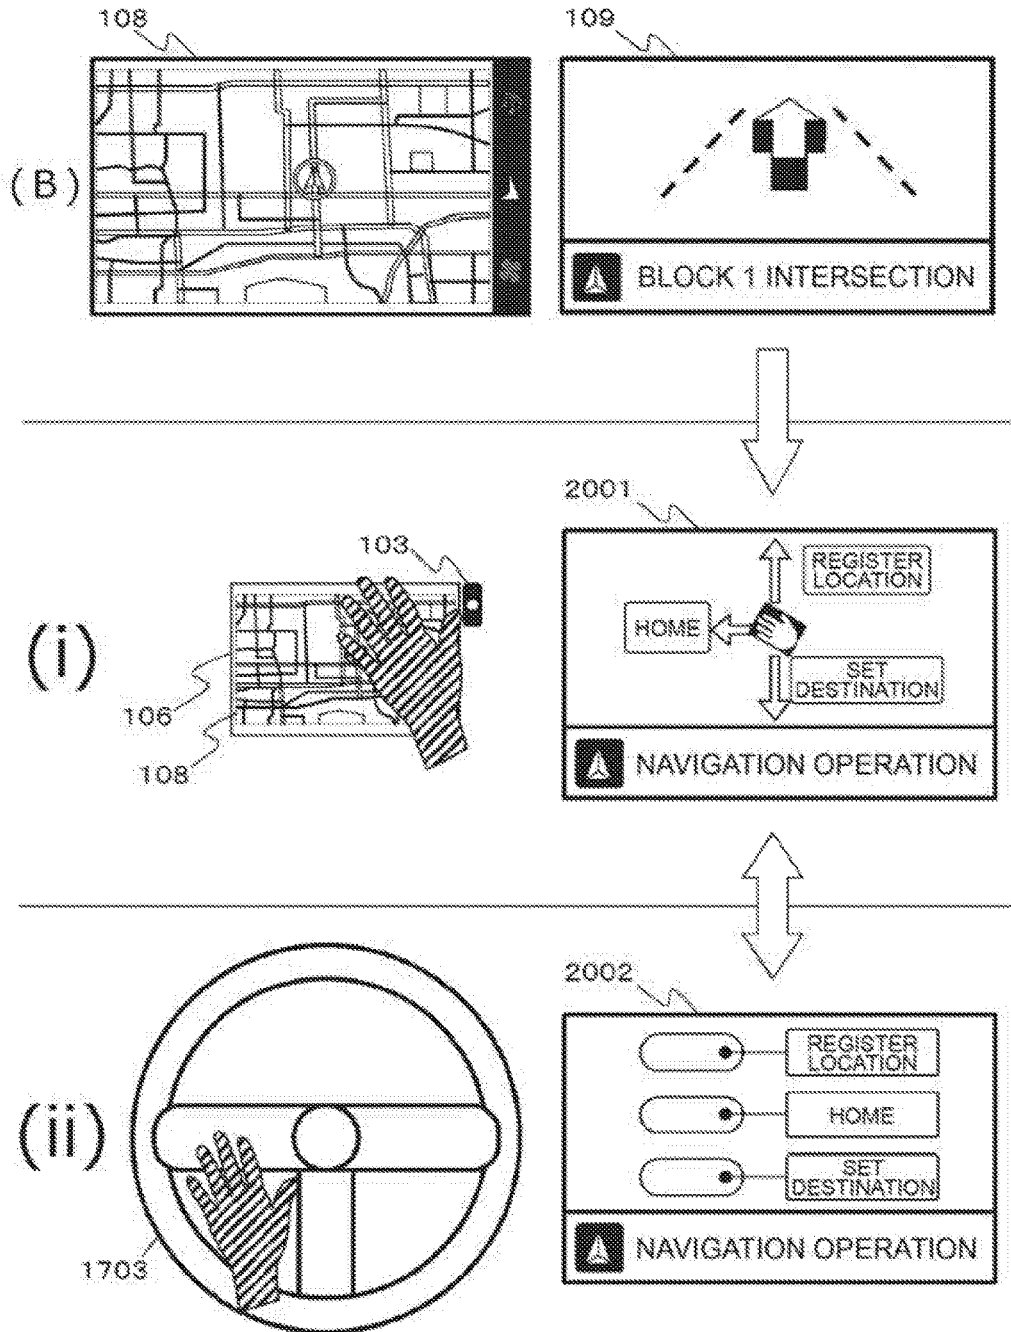 108
109
(B)
BLOCK 1 INTERSECTION
2001
103
REGISTER
LOCATION
(i)
HOME
SET
DESTINATION
106
108
NAVIGATION OPERATION
2002
REGISTER
LOCATION
(ii)
HOME
SET
DESTINATION
1703
NAVIGATION OPERATION